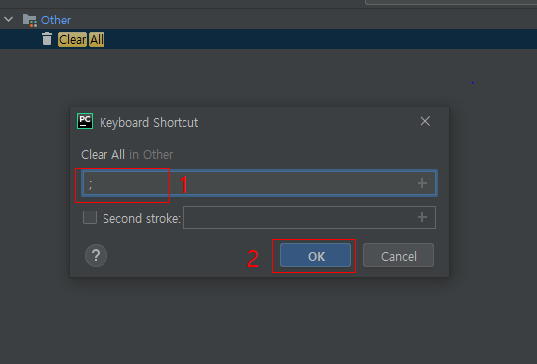 Other
Clear All
PC Keyboard Shortcut
Clear All in Other
; 1
Second stroke:
? 2 OK Cancel